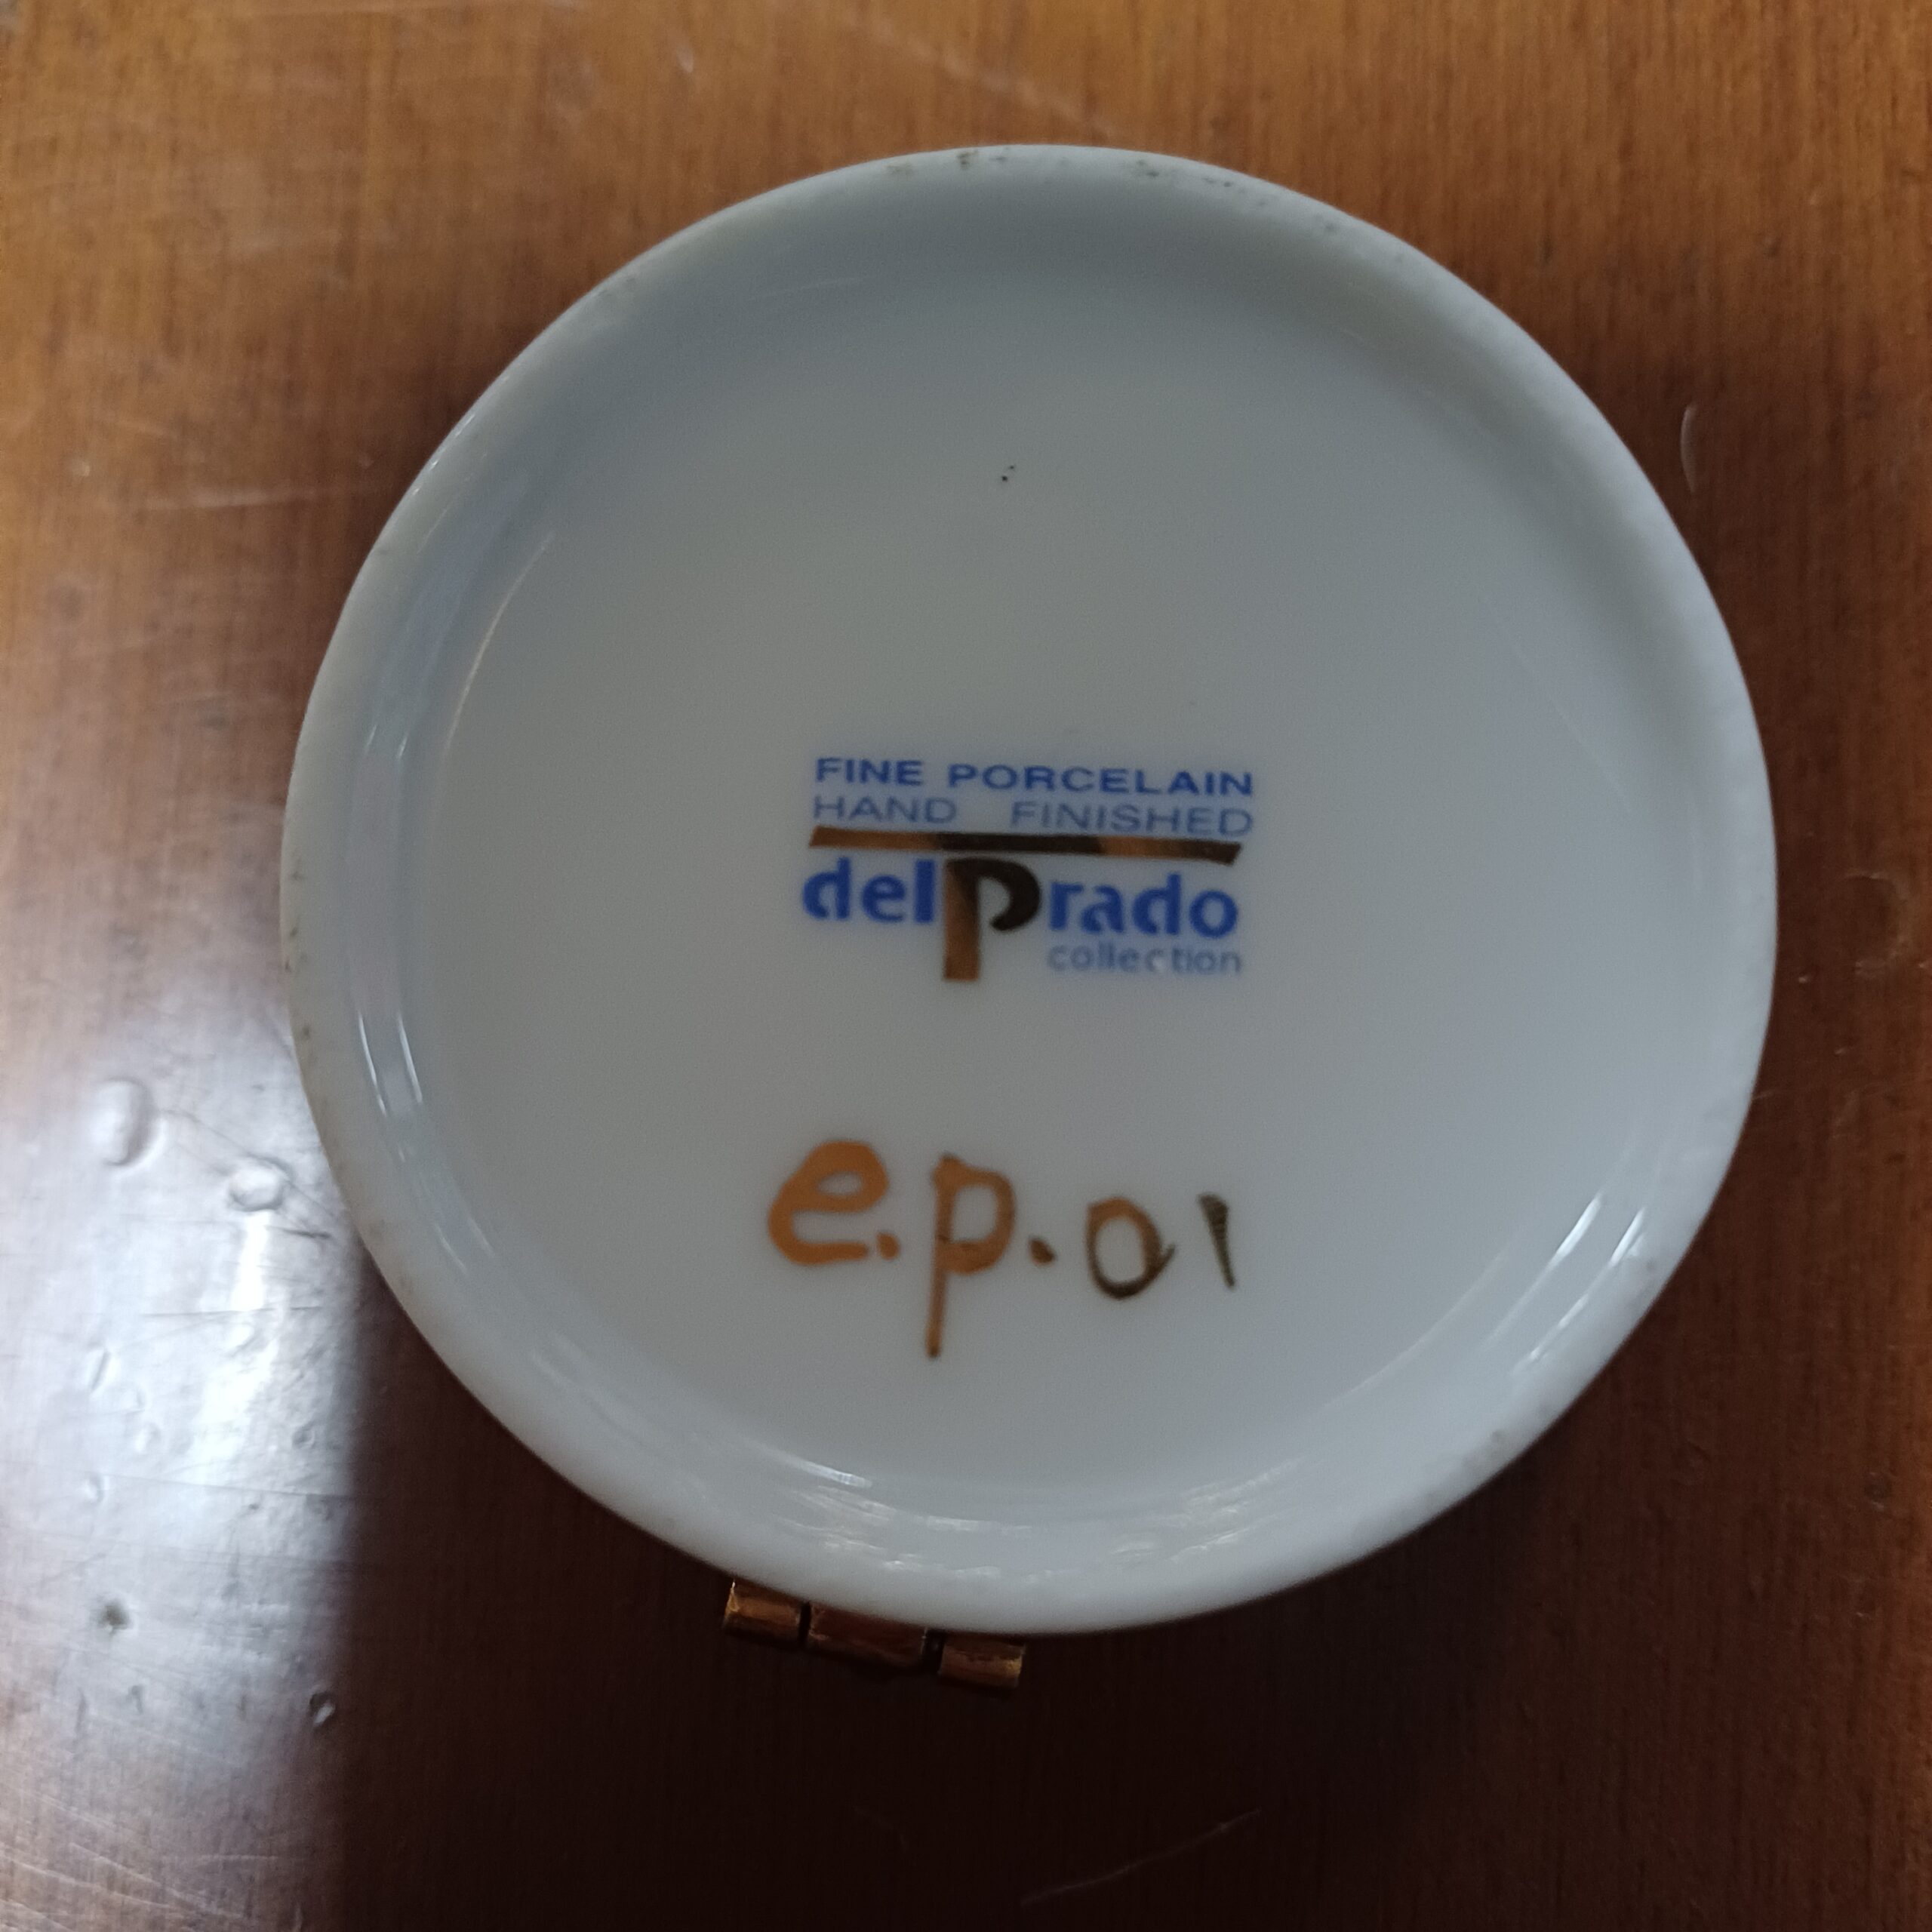 FINE PORCELAIN
HAND FINISHED
delPrado
collection
e.p.01